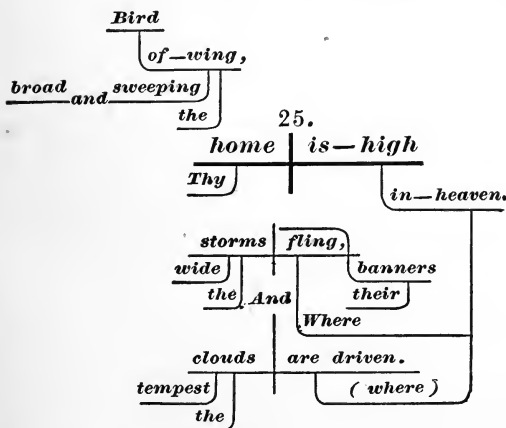 Bird
of—wing,
broad and sweeping
the
25.
home is—high
Thy
in—heaven.
storms fling,
wide banners
the And their
Where
clouds are driven.
tempest (where)
the